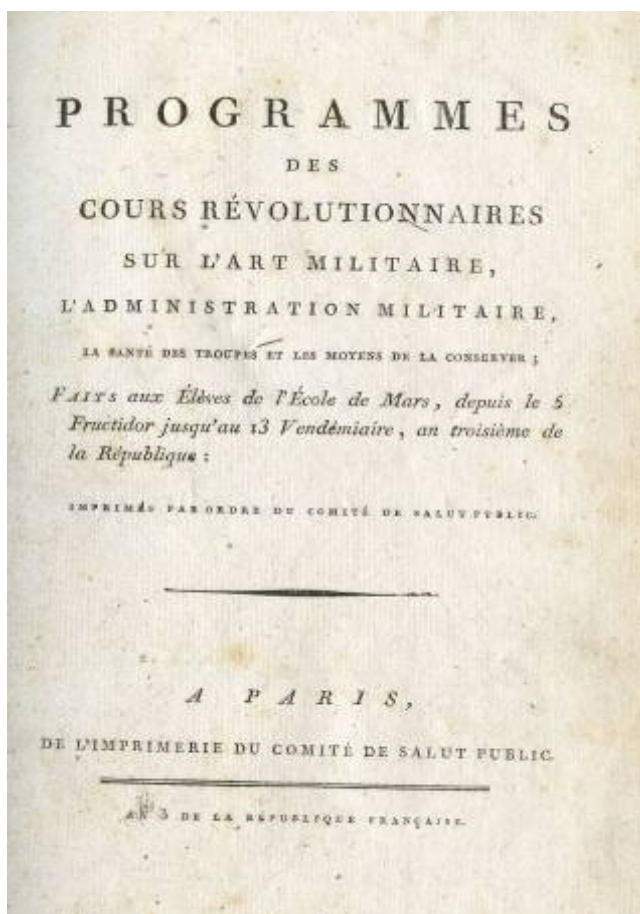 PROGRAMMES
DES
COURS RÉVOLUTIONNAIRES
SUR L'ART MILITAIRE,
L'ADMINISTRATION MILITAIRE,
LA SANTÉ DES TROUPES ET LES MOYENS DE LA CONSERVER;
FAITS aux Élèves de l'École de Mars, depuis le 5
Fructidor jusqu'au 13 Vendémiaire, an troisième de
la République:
IMPRIMÉS PAR ORDRE DU COMITÉ DE SALUT PUBLIC.
A PARIS,
DE L'IMPRIMERIE DU COMITÉ DE SALUT PUBLIC.
AN 3 DE LA RÉPUBLIQUE FRANÇAISE.